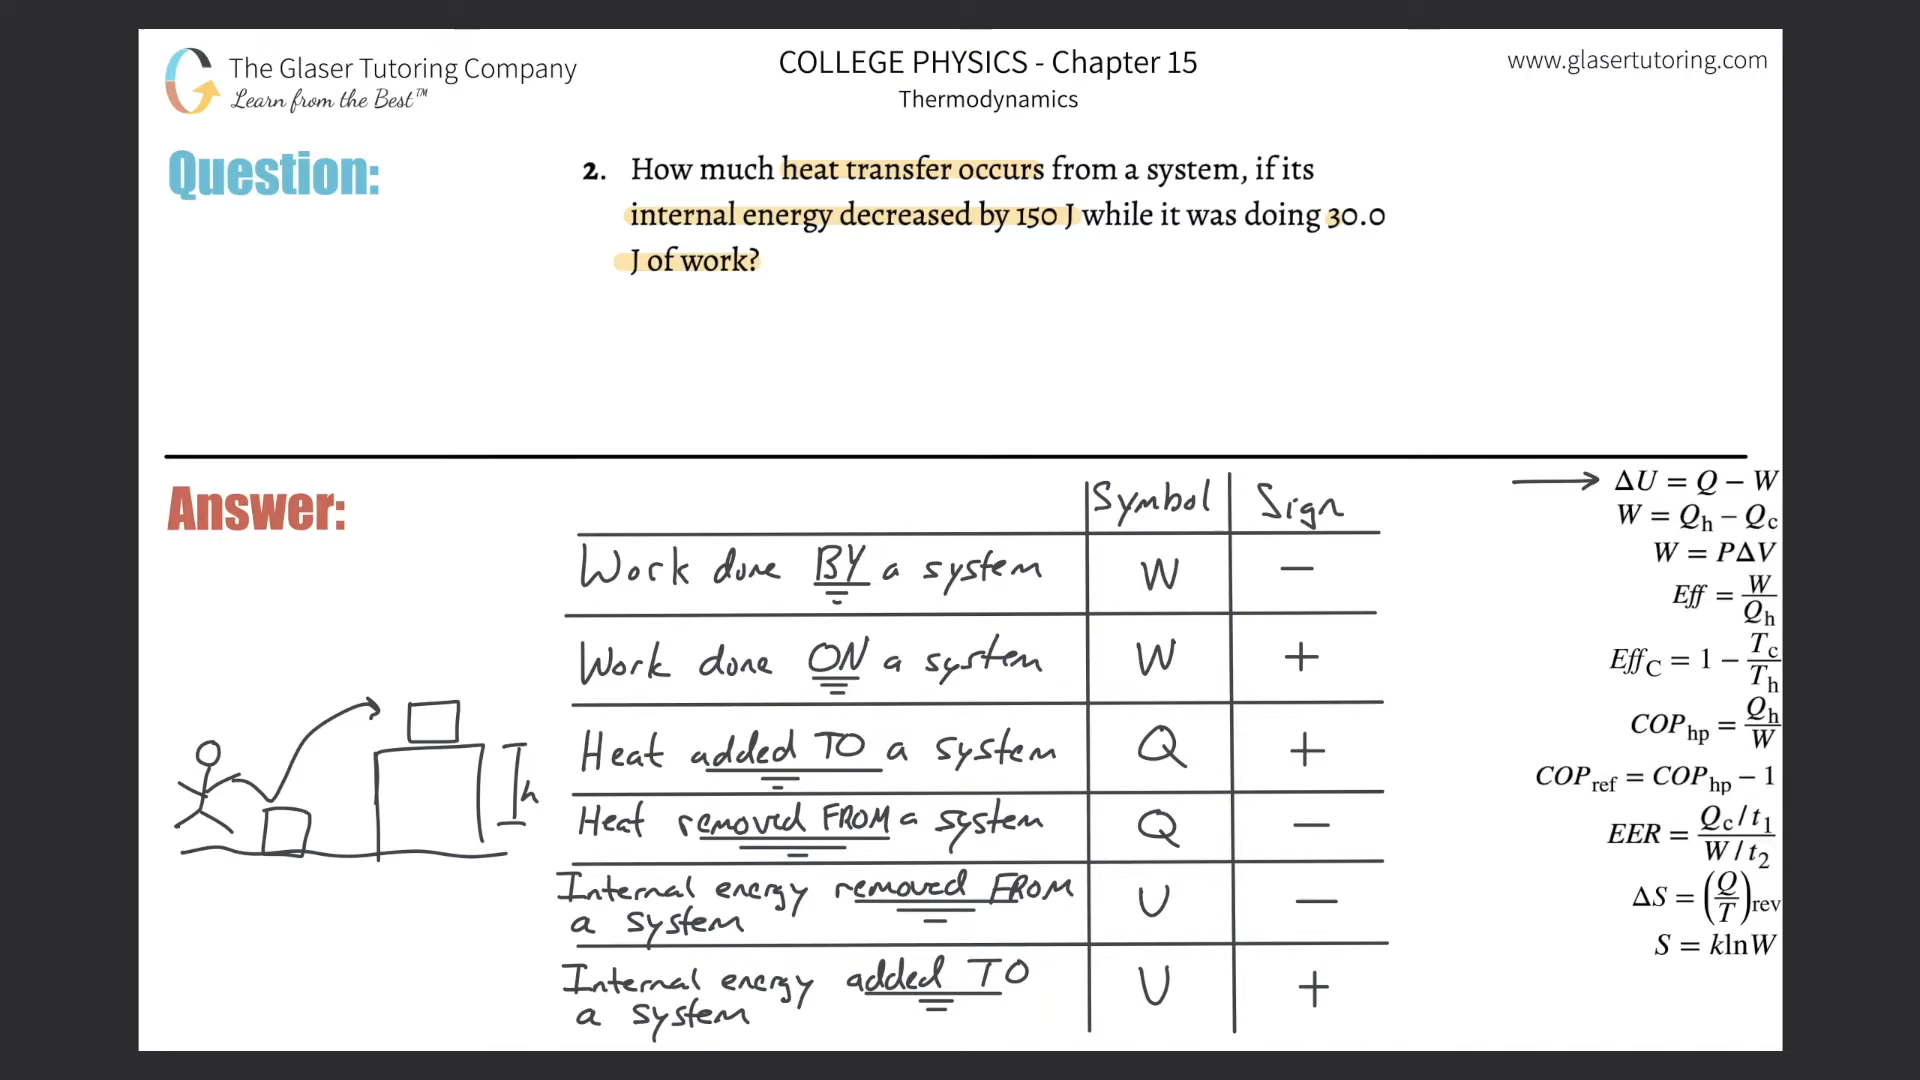 The Glaser Tutoring Company
Learn from the Best™
COLLEGE PHYSICS - Chapter 15
Thermodynamics
www.glasertutoring.com
Question:
2. How much heat transfer occurs from a system, if its
internal energy decreased by 150 J while it was doing 30.0
J of work?
Answer:
Symbol Sign
Work done BY a system W −
Work done ON a system W +
Heat added TO a system Q +
Heat removed FROM a system Q −
Internal energy removed FROM
a system U −
Internal energy added TO
a system U +
h
ΔU = Q − W
W = Qh − Qc
W = PΔV
Eff = W/Qh
EffC = 1 − Tc/Th
COPhp = Qh/W
COPref = COPhp − 1
EER = (Qc / t1)/(W / t2)
ΔS = (Q/T)rev
S = klnW